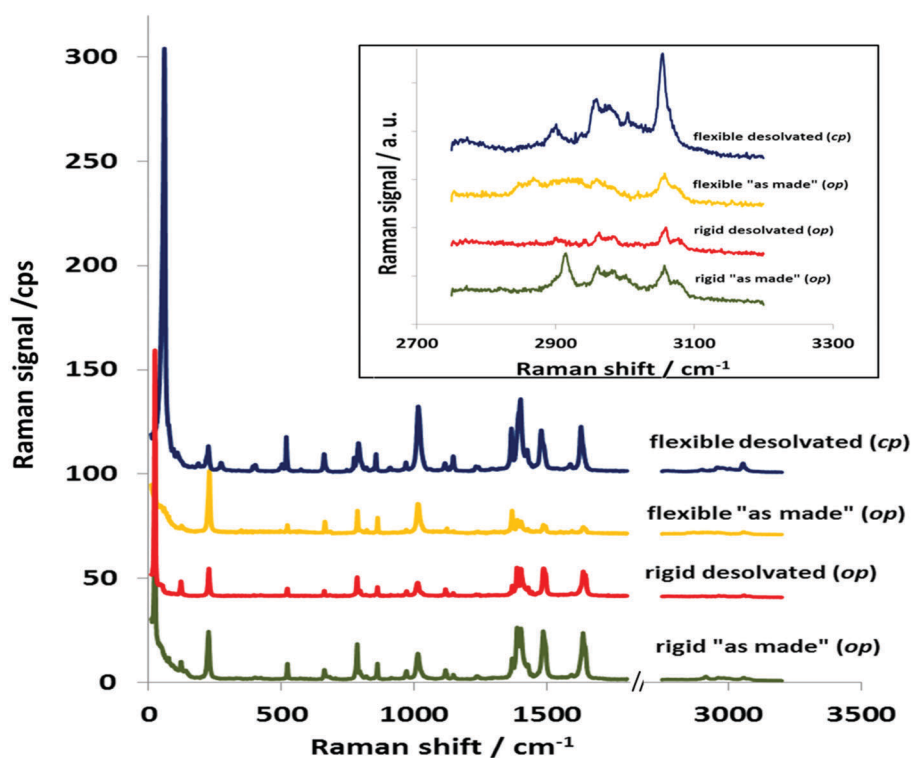 300
250
200
150
100
50
0
Raman signal /cps
flexible desolvated (cp)
flexible "as made" (op)
rigid desolvated (op)
rigid "as made" (op)
0 500 1000 1500 // 3000 3500
Raman shift / cm-1
Raman signal / a. u.
flexible desolvated (cp)
flexible "as made" (op)
rigid desolvated (op)
rigid "as made" (op)
2700 2900 3100 3300
Raman shift / cm-1